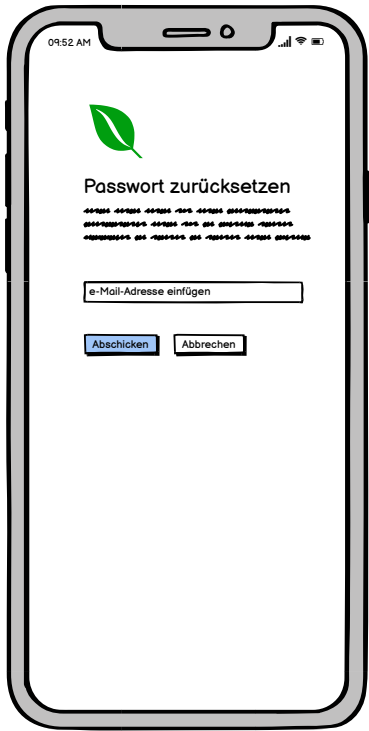 09:52 AM
Passwort zurücksetzen
e-Mail-Adresse einfügen
Abschicken
Abbrechen